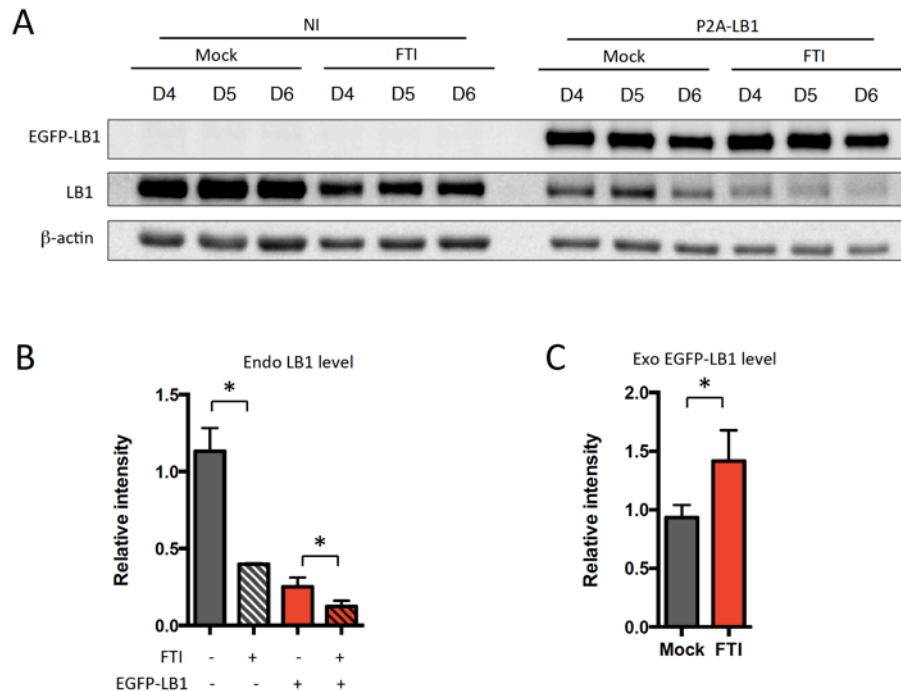 A
NI
P2A-LB1
Mock FTI Mock FTI
D4 D5 D6 D4 D5 D6 D4 D5 D6 D4 D5 D6
EGFP-LB1
LB1
β-actin
B
Endo LB1 level
Relative intensity
1.5
*
1.0
0.5
*
0.0
FTI - + - +
EGFP-LB1 - - + +
C
Exo EGFP-LB1 level
Relative intensity
2.0
*
1.5
1.0
0.5
0.0
Mock FTI